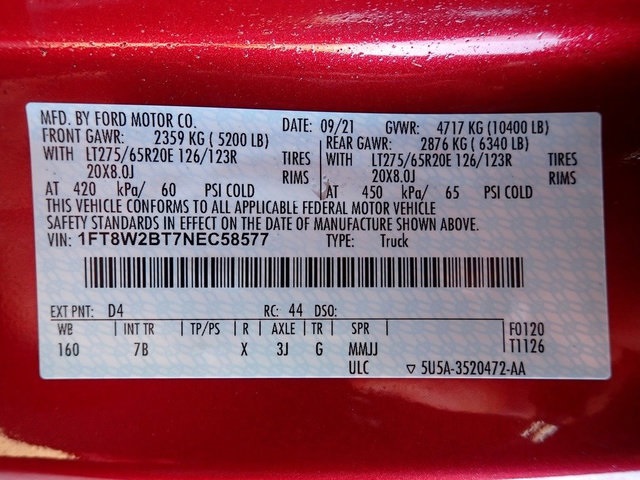 MFD. BY FORD MOTOR CO. DATE: 09/21 GVWR: 4717 KG (10400 LB)
FRONT GAWR: 2359 KG (5200 LB) REAR GAWR: 2876 KG (6340 LB)
WITH LT275/65R20E 126/123R TIRES WITH LT275/65R20E 126/123R TIRES
20X8.0J RIMS 20X8.0J RIMS
AT 420 kPa/ 60 PSI COLD AT 450 kPa/ 65 PSI COLD
THIS VEHICLE CONFORMS TO ALL APPLICABLE FEDERAL MOTOR VEHICLE
SAFETY STANDARDS IN EFFECT ON THE DATE OF MANUFACTURE SHOWN ABOVE.
VIN: 1FT8W2BT7NEC58577 TYPE: Truck
EXT PNT: D4 RC: 44 DSO:
WB INT TR TP/PS R AXLE TR SPR F0120
160 7B X 3J G MMJJ T1126
ULC ▽ 5U5A-3520472-AA